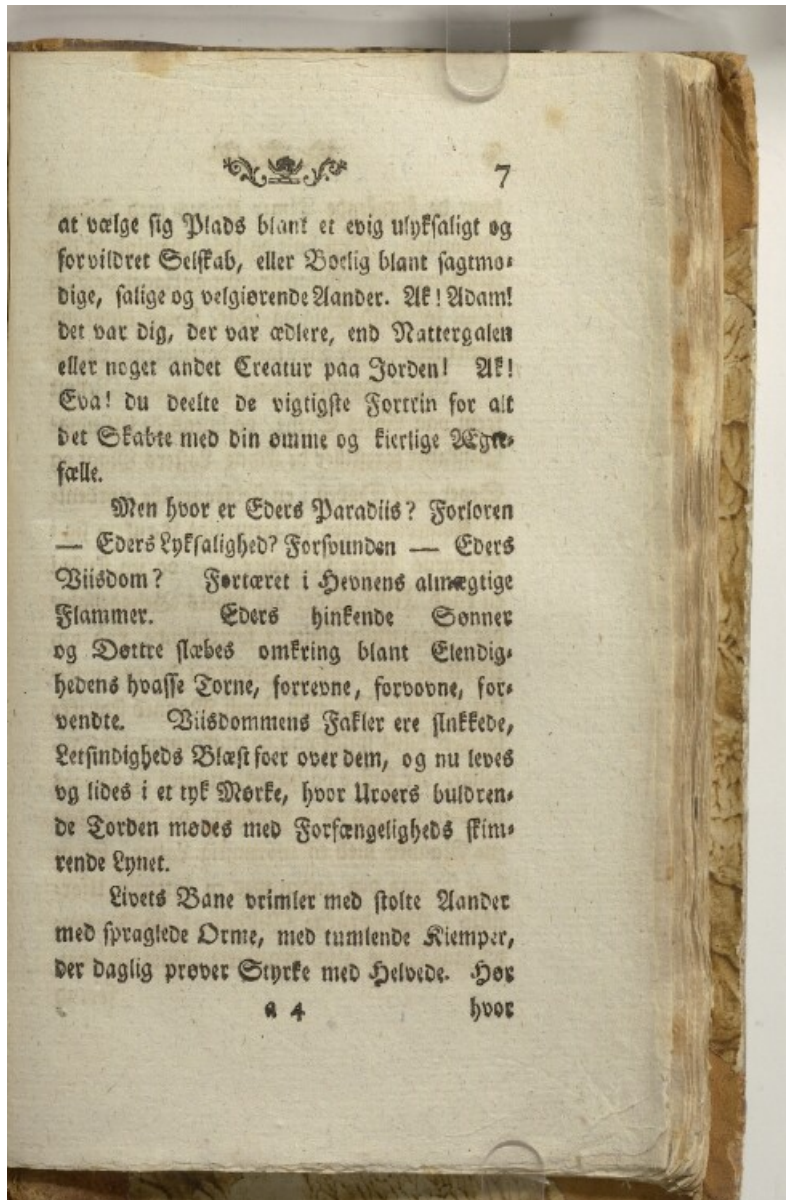 7
at vælge sig Plads blant et evig ulyksaligt og
forvildret Selskab, eller Boelig blant sagtmo-
dige, salige og velgiørende Aander. Ak! Adam!
det var dig, der var ædlere, end Nattergalen
eller noget andet Creatur paa Jorden! Ak!
Eva! du deelte de vigtigste Fortrin for alt
det Skabte med din ømme og kierlige Ægte-
fælle.
Men hvor er Eders Paradiis? Forloren
— Eders Lyksalighed? Forsvunden — Eders
Viisdom? Fortæret i Hevnens almægtige
Flammer. Eders hinkende Sønner
og Døttre slæbes omkring blant Elendig-
hedens hvasse Torne, forrevne, forvovne, for-
vendte. Viisdommens Fakler ere slukkede,
Letsindigheds Blæst foer over dem, og nu leves
og lides i et tyk Mørke, hvor Uroers buldren-
de Torden mødes med Forfængeligheds skim-
rende Lynet.
Livets Bane vrimler med stolte Aander
med spraglede Orme, med tumlende Kiemper,
der daglig prøver Styrke med Helvede. Hør
a 4 hvor